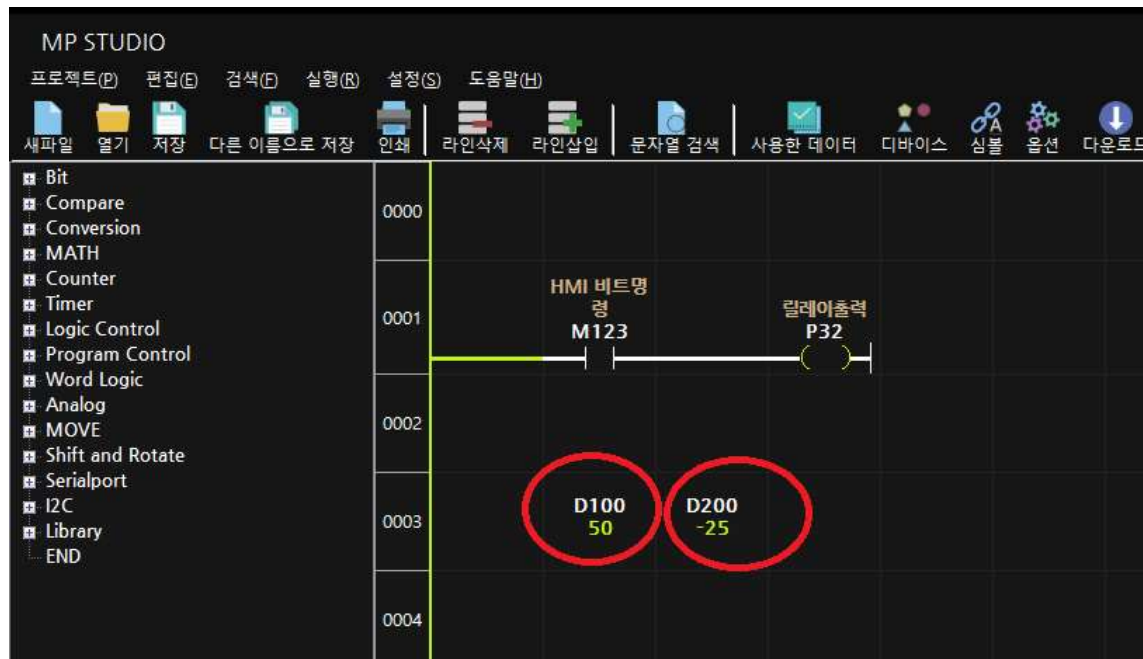 MP STUDIO
프로젝트(P) 편집(E) 검색(F) 실행(R) 설정(S) 도움말(H)
새파일 열기 저장 다른 이름으로 저장 인쇄 라인삭제 라인삽입 문자열 검색 사용한 데이터 디바이스 심볼 옵션 다운로드
Bit
Compare
Conversion
MATH
Counter
Timer
Logic Control
Program Control
Word Logic
Analog
MOVE
Shift and Rotate
Serialport
I2C
Library
END
0000
0001
HMI 비트명
령
M123
릴레이출력
P32
0002
0003
D100
50
D200
-25
0004